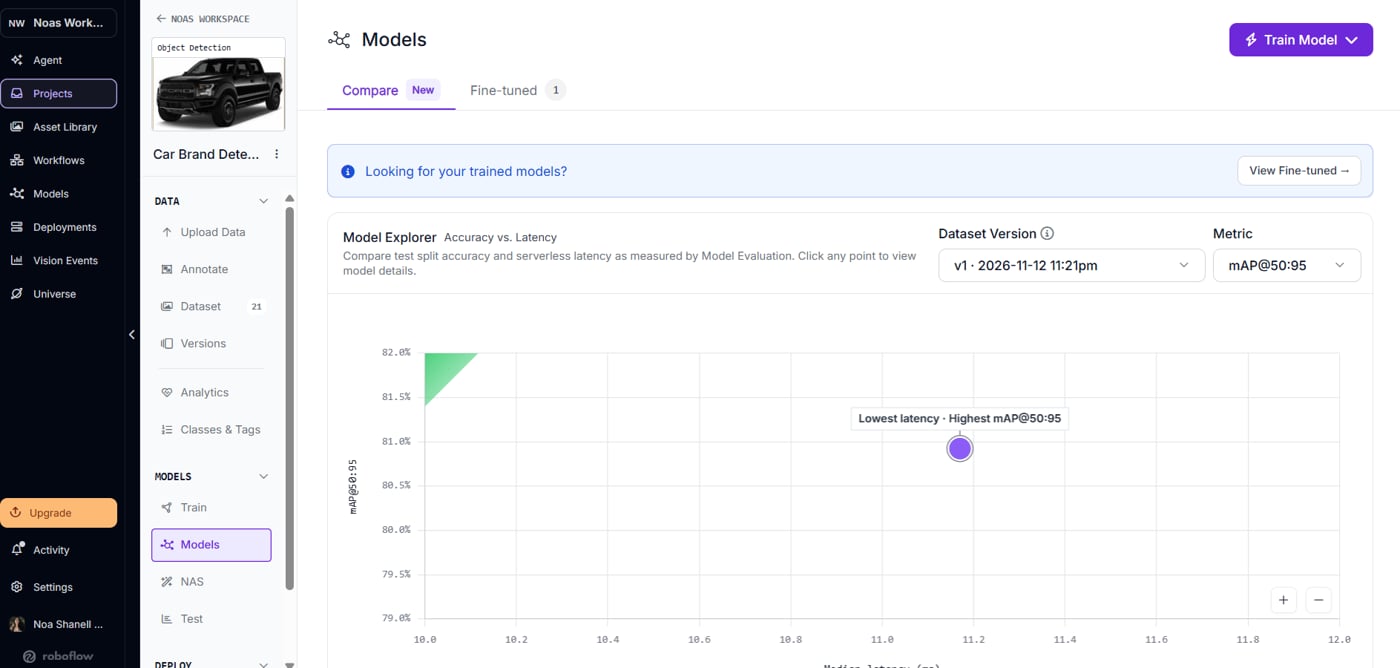 NW Noas Work...
Agent
Projects
Asset Library
Workflows
Models
Deployments
Vision Events
Universe
Upgrade
Activity
Settings
Noa Shanell ...
roboflow
← NOAS WORKSPACE
Object Detection
Car Brand Dete...
DATA
Upload Data
Annotate
Dataset 21
Versions
Analytics
Classes & Tags
MODELS
Train
Models
NAS
Test
DEPLOY
Models
Train Model
Compare New
Fine-tuned 1
Looking for your trained models?
View Fine-tuned →
Model Explorer Accuracy vs. Latency
Compare test split accuracy and serverless latency as measured by Model Evaluation. Click any point to view
model details.
Dataset Version
v1 · 2026-11-12 11:21pm
Metric
mAP@50:95
82.0%
81.5%
81.0%
80.5%
80.0%
79.5%
79.0%
mAP@50:95
Lowest latency · Highest mAP@50:95
+ −
10.0 10.2 10.4 10.6 10.8 11.0 11.2 11.4 11.6 11.8 12.0
Median latency (ms)